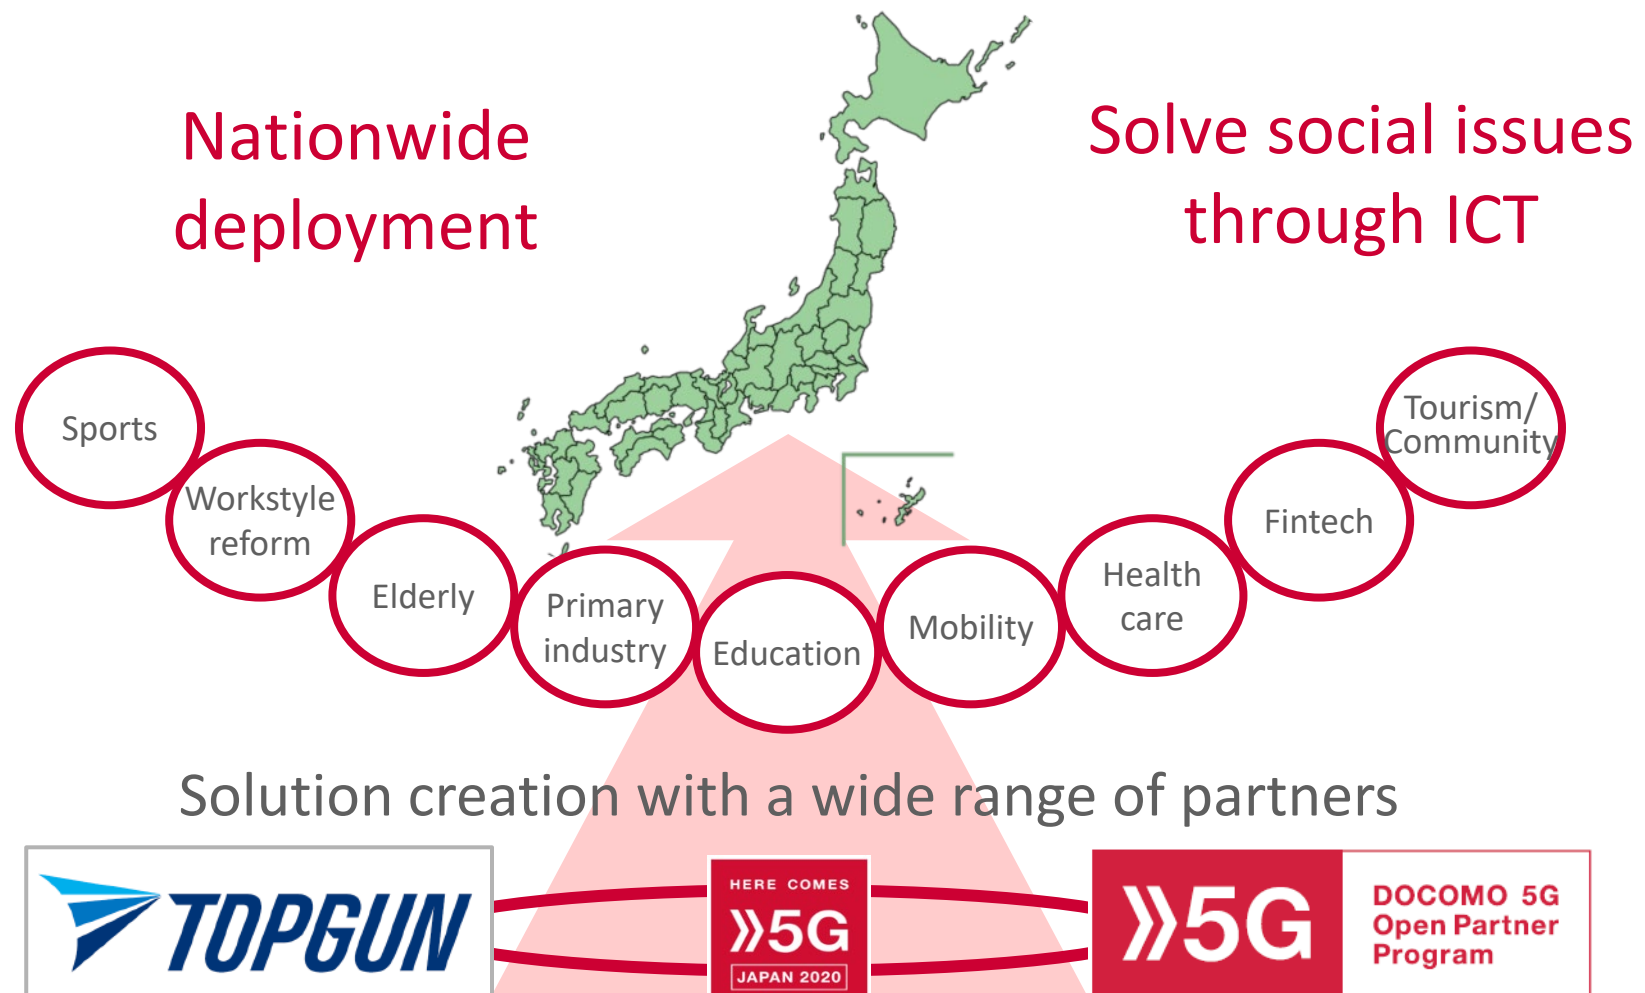 Nationwide
deployment
Solve social issues
through ICT
Sports
Workstyle
reform
Elderly
Primary
industry
Education
Mobility
Health
care
Fintech
Tourism/
Community
Solution creation with a wide range of partners
TOPGUN
HERE COMES
5G
JAPAN 2020
5G
DOCOMO 5G
Open Partner
Program